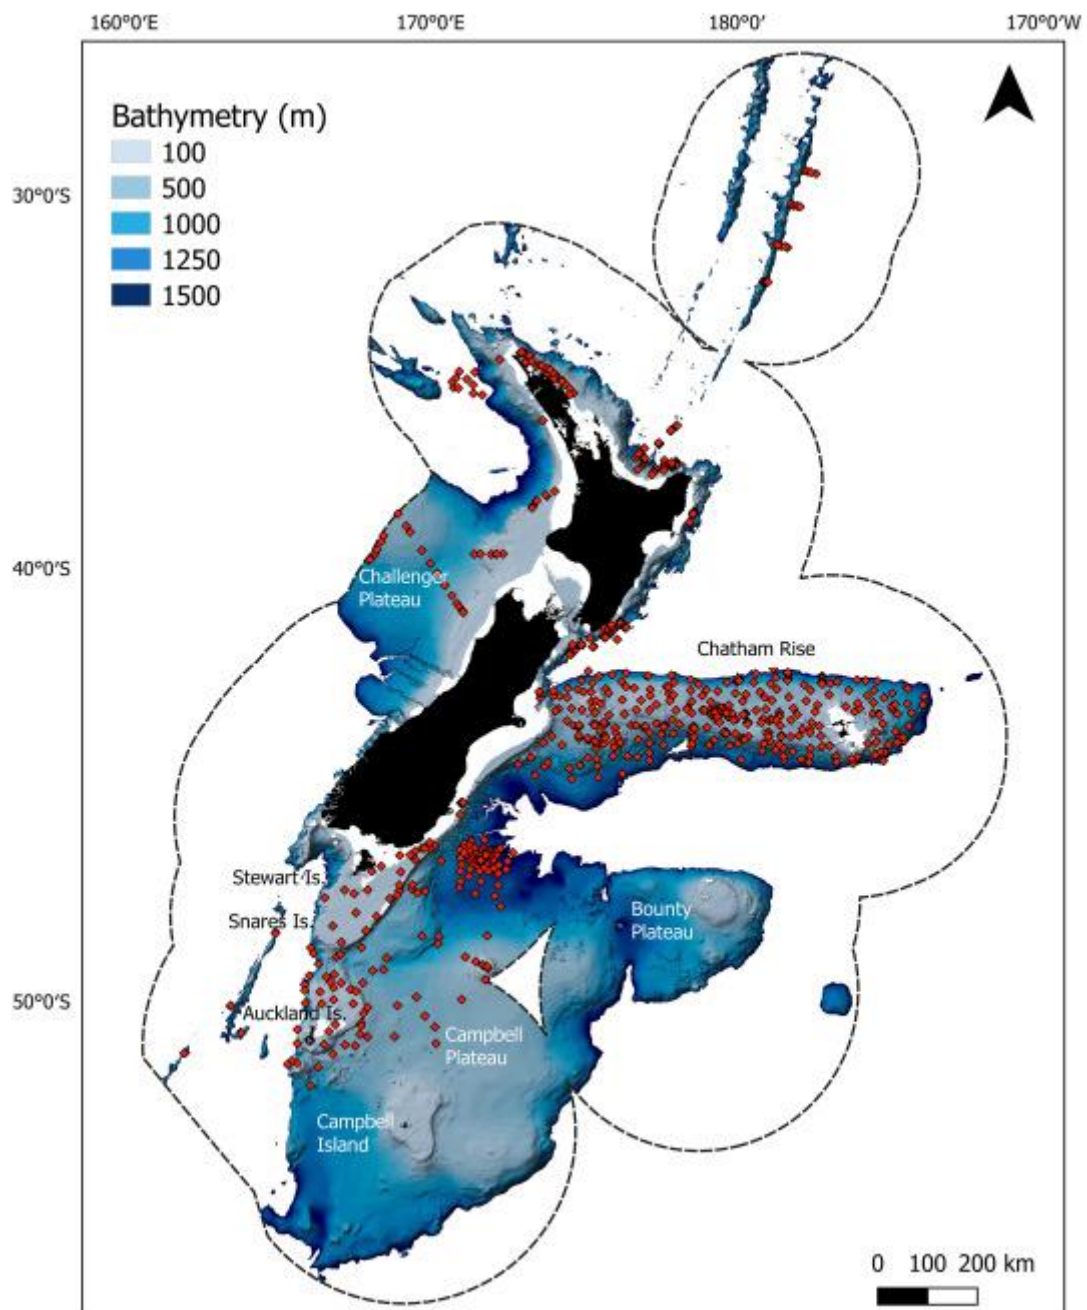 160°0'E 170°0'E 180°0' 170°0'W
Bathymetry (m)
100
500
1000
1250
1500
30°0'S
40°0'S
Challenger
Plateau
Chatham Rise
Stewart Is.
Snares Is.
Bounty
Plateau
50°0'S
Auckland Is.
Campbell
Plateau
Campbell
Island
0 100 200 km